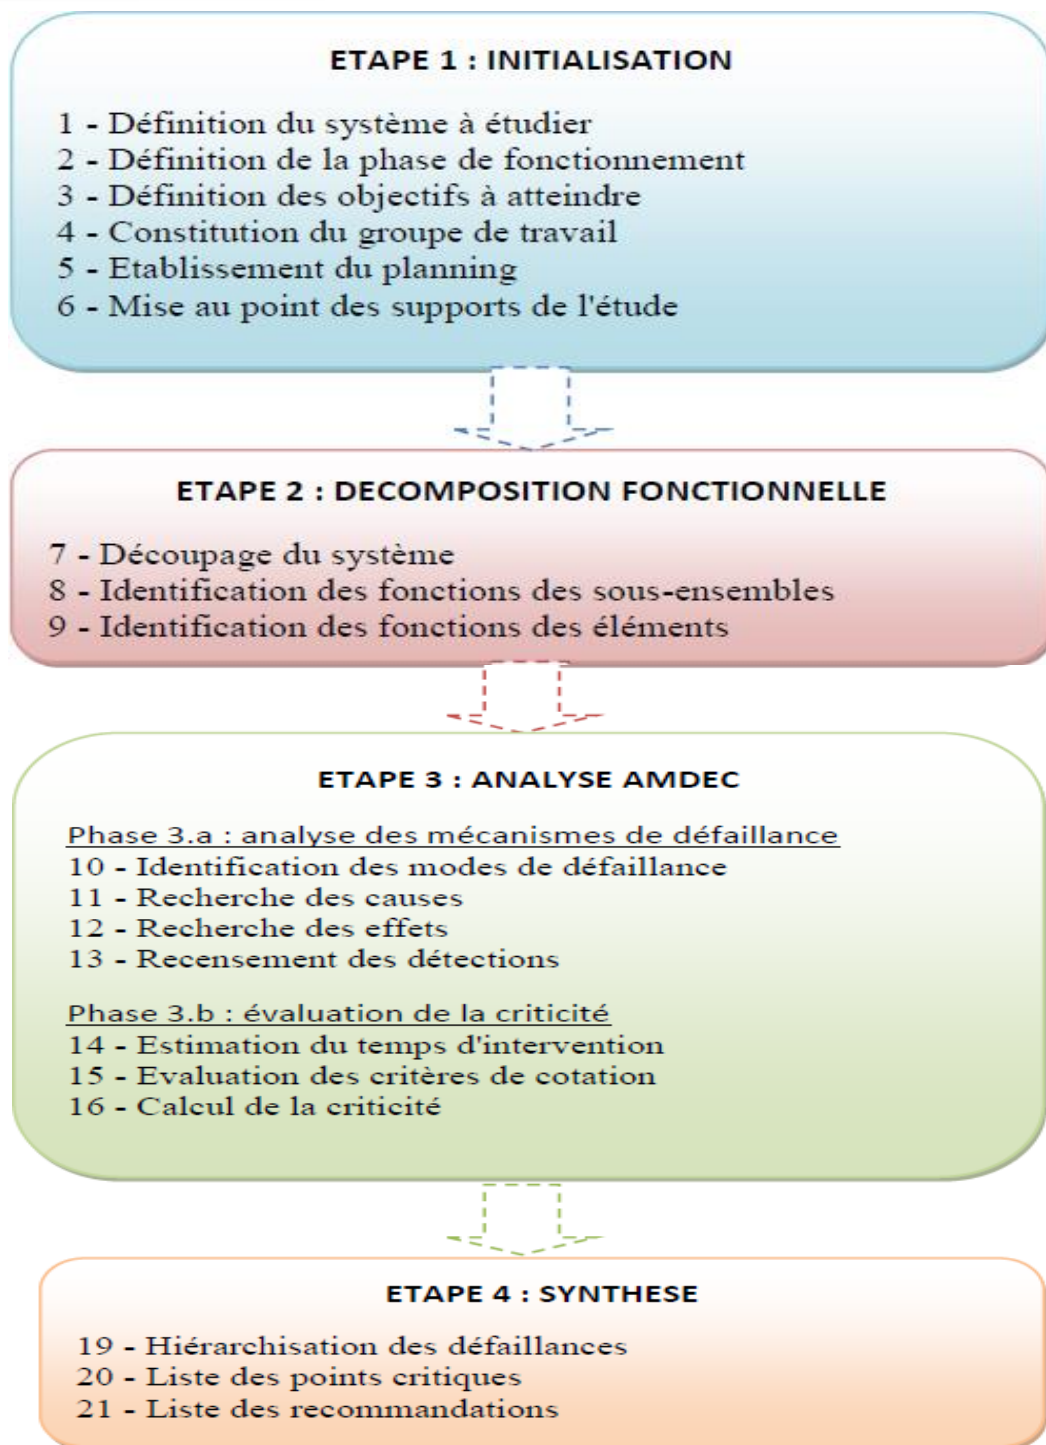 ETAPE 1 : INITIALISATION
1 - Définition du système à étudier
2 - Définition de la phase de fonctionnement
3 - Définition des objectifs à atteindre
4 - Constitution du groupe de travail
5 - Etablissement du planning
6 - Mise au point des supports de l'étude
ETAPE 2 : DECOMPOSITION FONCTIONNELLE
7 - Découpage du système
8 - Identification des fonctions des sous-ensembles
9 - Identification des fonctions des éléments
ETAPE 3 : ANALYSE AMDEC
Phase 3.a : analyse des mécanismes de défaillance
10 - Identification des modes de défaillance
11 - Recherche des causes
12 - Recherche des effets
13 - Recensement des détections
Phase 3.b : évaluation de la criticité
14 - Estimation du temps d'intervention
15 - Evaluation des critères de cotation
16 - Calcul de la criticité
ETAPE 4 : SYNTHESE
19 - Hiérarchisation des défaillances
20 - Liste des points critiques
21 - Liste des recommandations